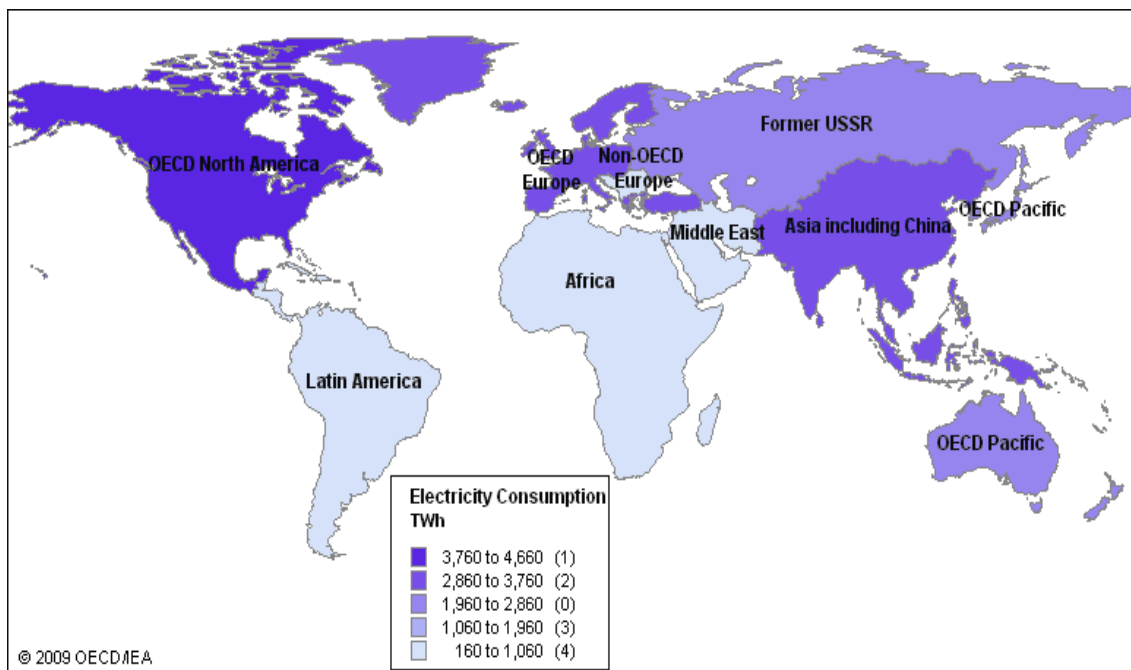 Former USSR
OECD North America
OECD
Europe
Non-OECD
Europe
OECD Pacific
Middle East
Asia including China
Africa
Latin America
OECD Pacific
Electricity Consumption
TWh
3,760 to 4,660 (1)
2,860 to 3,760 (2)
1,960 to 2,860 (0)
1,060 to 1,960 (3)
160 to 1,060 (4)
© 2009 OECD/IEA